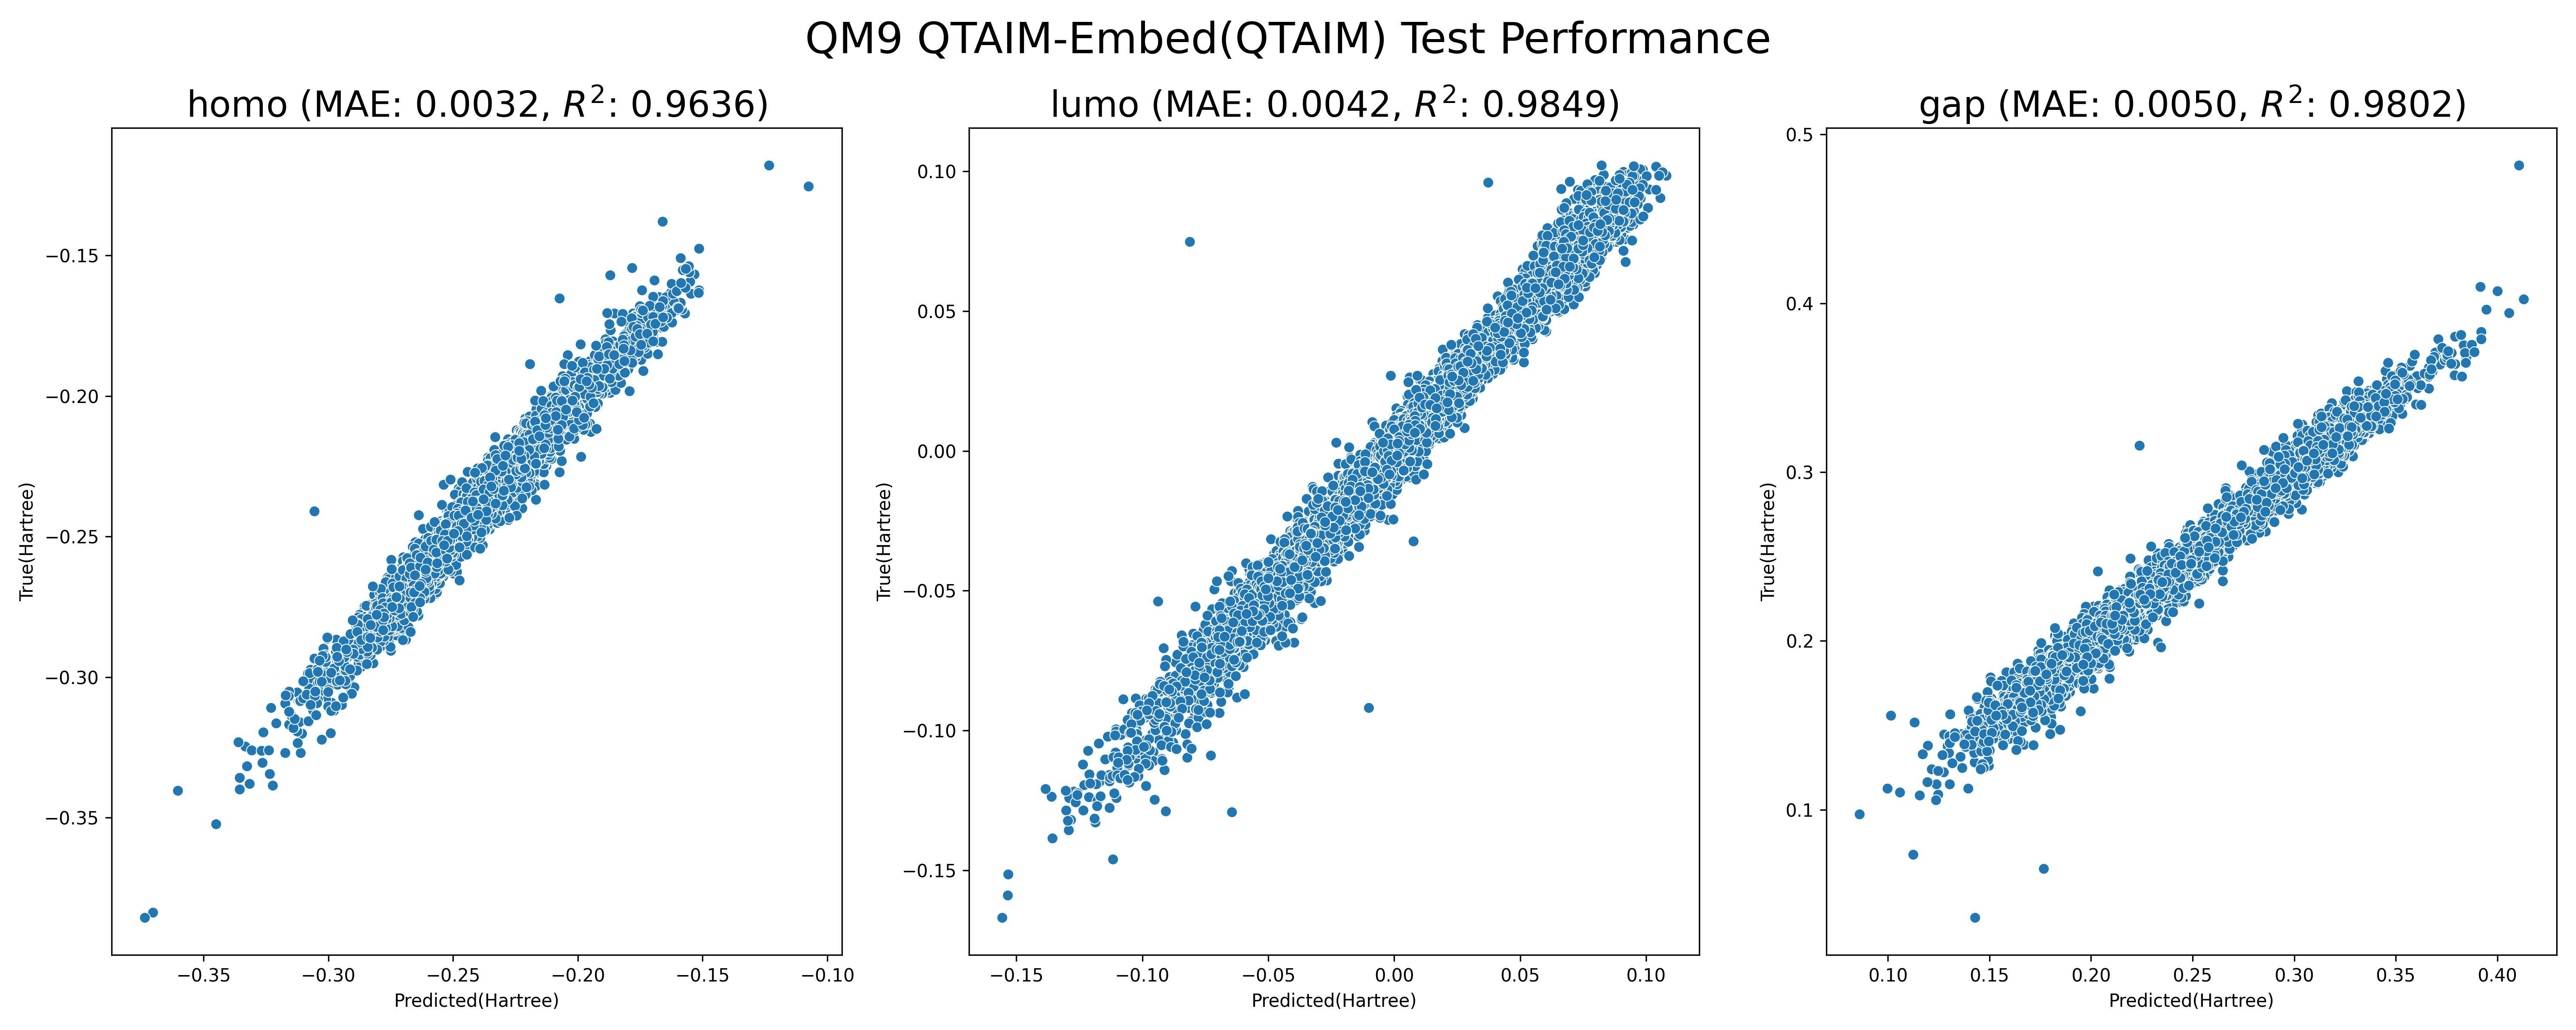 QM9 QTAIM-Embed(QTAIM) Test Performance
homo (MAE: 0.0032, R²: 0.9636)
−0.15
−0.20
−0.25
−0.30
−0.35
True(Hartree)
−0.35 −0.30 −0.25 −0.20 −0.15 −0.10
Predicted(Hartree)
lumo (MAE: 0.0042, R²: 0.9849)
0.10
0.05
0.00
−0.05
−0.10
−0.15
True(Hartree)
−0.15 −0.10 −0.05 0.00 0.05 0.10
Predicted(Hartree)
gap (MAE: 0.0050, R²: 0.9802)
0.5
0.4
0.3
0.2
0.1
True(Hartree)
0.10 0.15 0.20 0.25 0.30 0.35 0.40
Predicted(Hartree)